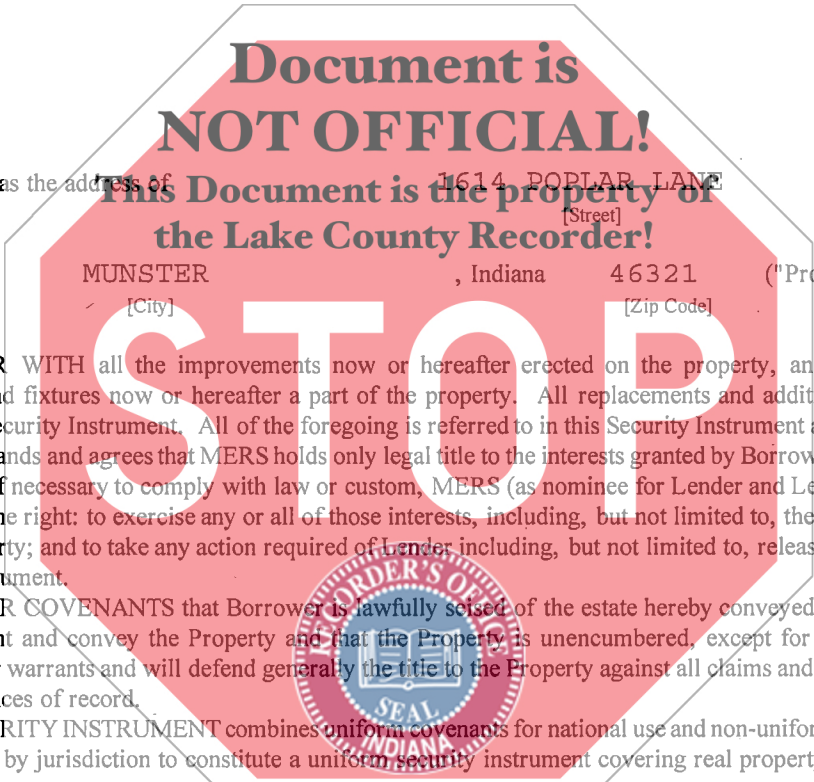 Document is
NOT OFFICIAL!
as the address of 1614 POPLAR LANE
This Document is the property of
[Street]
the Lake County Recorder!
MUNSTER , Indiana 46321 ("Pro
[City] [Zip Code]
STOP
R WITH all the improvements now or hereafter erected on the property, an
d fixtures now or hereafter a part of the property. All replacements and addit
ecurity Instrument. All of the foregoing is referred to in this Security Instrument a
ands and agrees that MERS holds only legal title to the interests granted by Borrow
f necessary to comply with law or custom, MERS (as nominee for Lender and Le
he right: to exercise any or all of those interests, including, but not limited to, the
rty; and to take any action required of Lender including, but not limited to, releas
ument.
RECORDER'S OFFICE
R COVENANTS that Borrower is lawfully seised of the estate hereby conveyed
nt and convey the Property and that the Property is unencumbered, except for
warrants and will defend generally the title to the Property against all claims and
ces of record.
SEAL
RITY INSTRUMENT combines uniform covenants for national use and non-unifor
INDIANA
by jurisdiction to constitute a uniform security instrument covering real propert